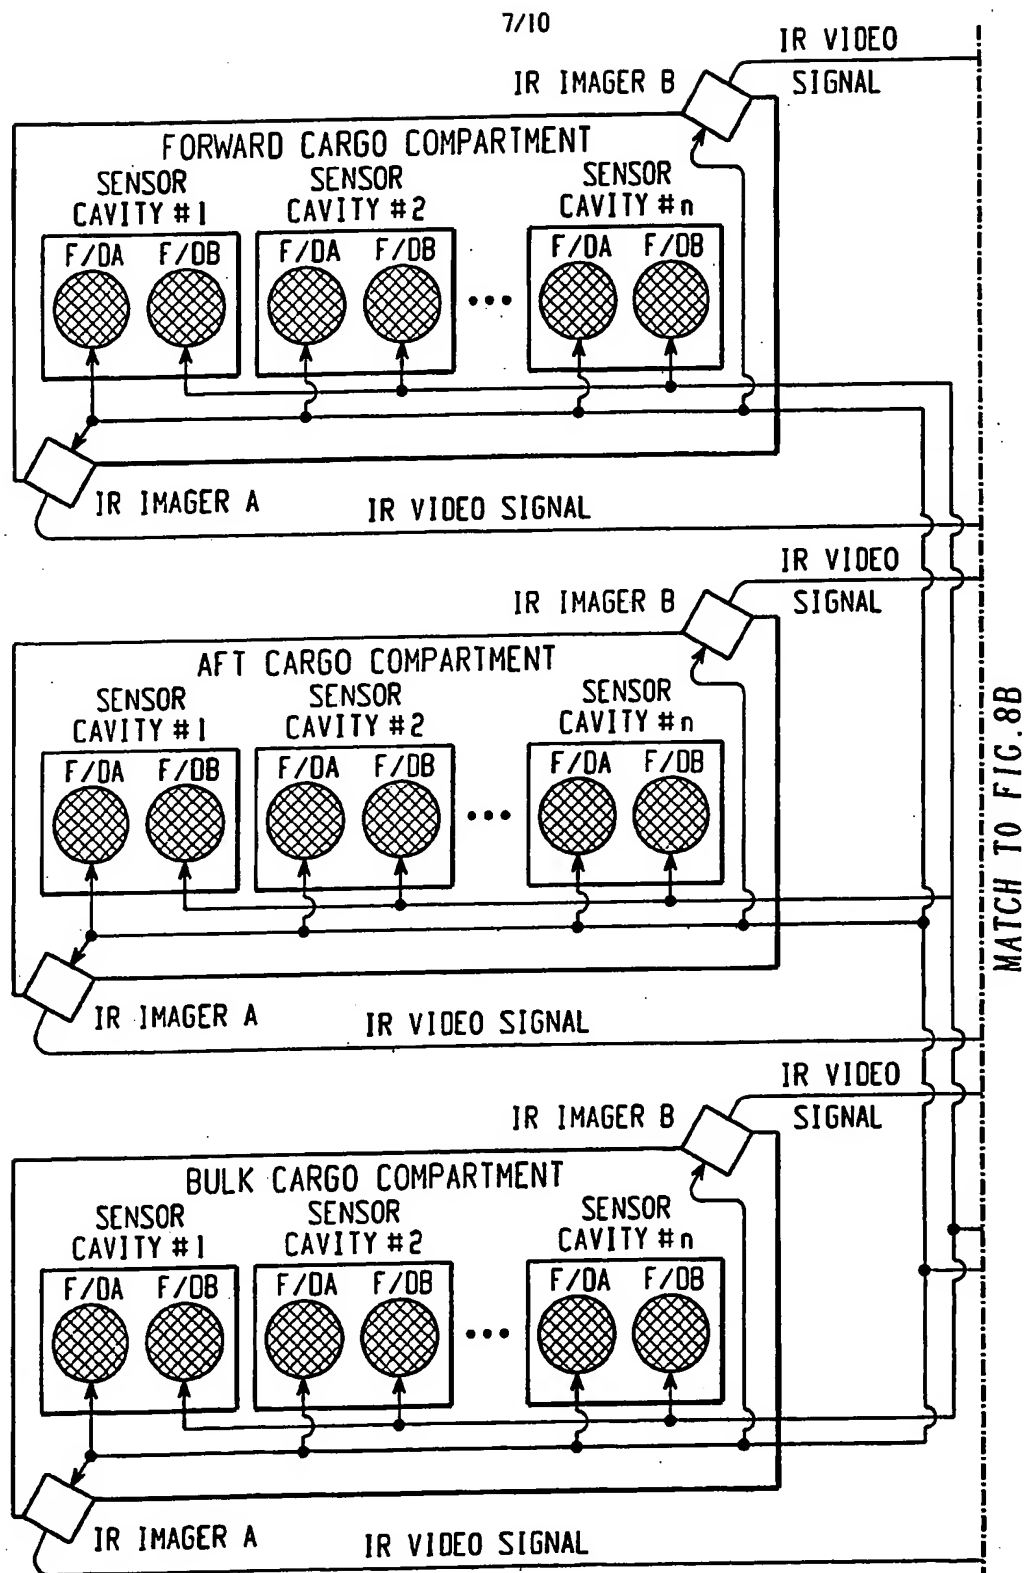 7/10
IR VIDEO
SIGNAL
IR IMAGER B
FORWARD CARGO COMPARTMENT
SENSOR
CAVITY #1
SENSOR
CAVITY #2
SENSOR
CAVITY #n
F/DA F/DB
F/DA F/DB
F/DA F/DB
IR IMAGER A
IR VIDEO SIGNAL
IR VIDEO
SIGNAL
IR IMAGER B
AFT CARGO COMPARTMENT
SENSOR
CAVITY #1
SENSOR
CAVITY #2
SENSOR
CAVITY #n
F/DA F/DB
F/DA F/DB
F/DA F/DB
IR IMAGER A
IR VIDEO SIGNAL
IR VIDEO
SIGNAL
IR IMAGER B
BULK CARGO COMPARTMENT
SENSOR
CAVITY #1
SENSOR
CAVITY #2
SENSOR
CAVITY #n
F/DA F/DB
F/DA F/DB
F/DA F/DB
IR IMAGER A
IR VIDEO SIGNAL
MATCH TO FIG.8B